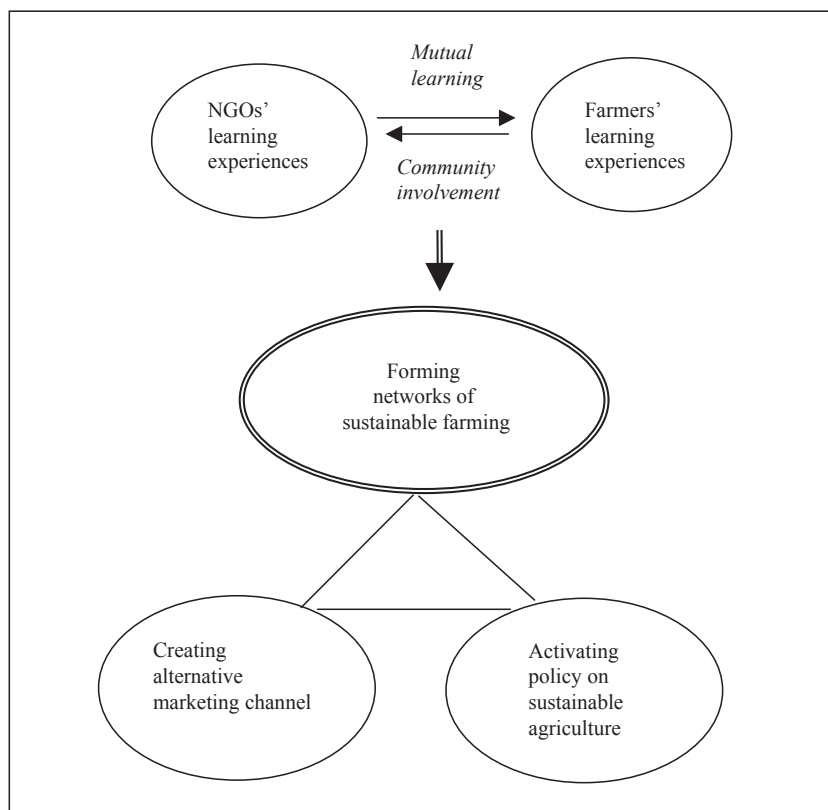 Mutual
learning
NGOs’
learning
experiences
Farmers’
learning
experiences
Community
involvement
Forming
networks of
sustainable farming
Creating
alternative
marketing channel
Activating
policy on
sustainable
agriculture